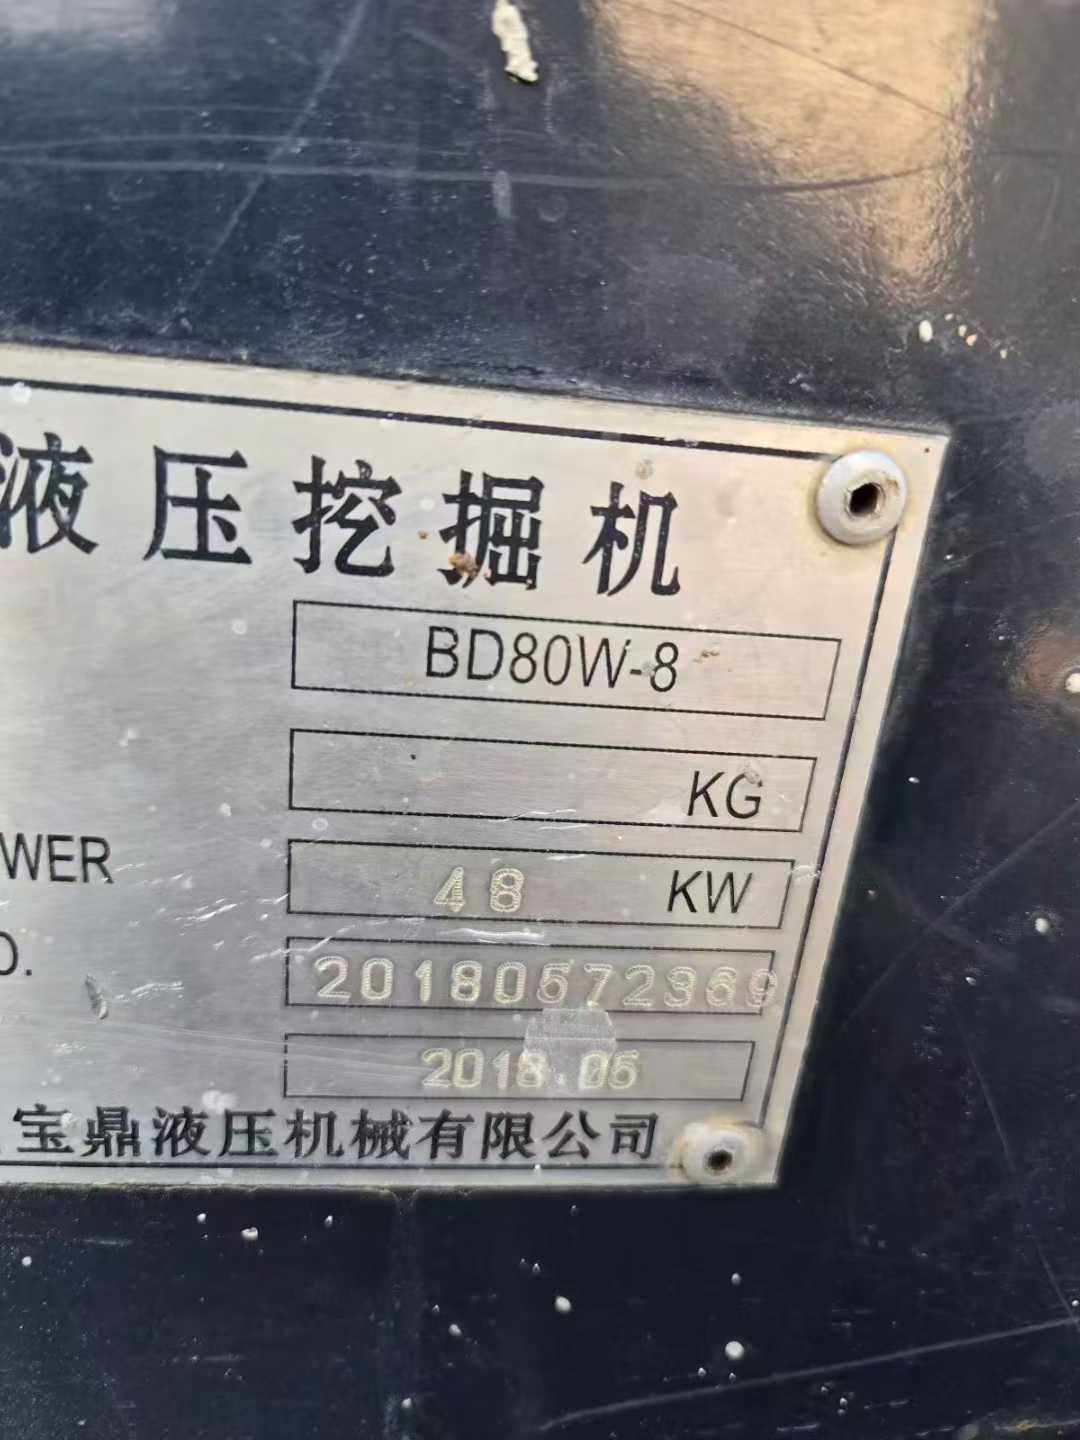 液压挖掘机
BD80W-8
KG
WER 48 KW
O. 20180572369
2018.05
宝鼎液压机械有限公司